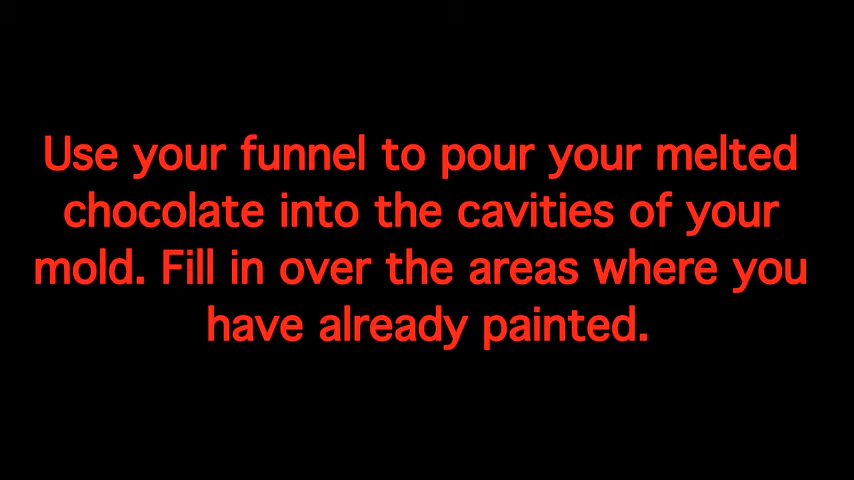 Use your funnel to pour your melted
chocolate into the cavities of your
mold. Fill in over the areas where you
have already painted.